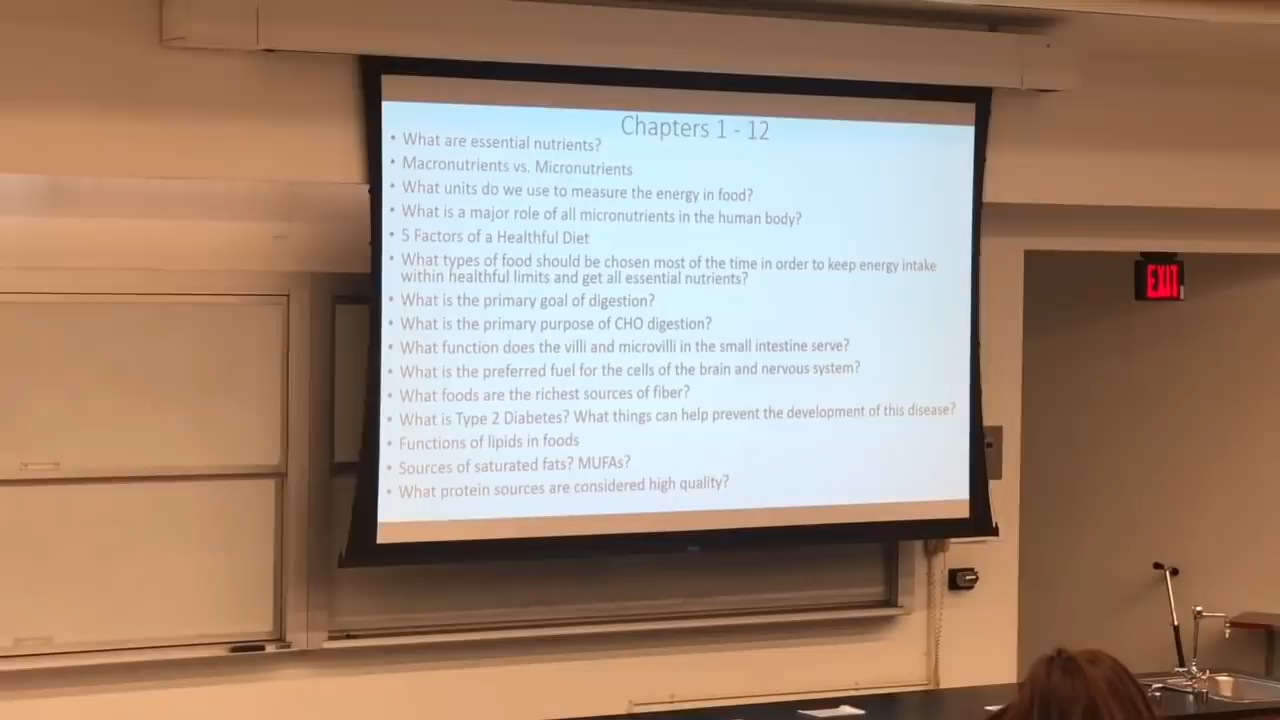 Chapters 1 - 12
• What are essential nutrients?
• Macronutrients vs. Micronutrients
• What units do we use to measure the energy in food?
• What is a major role of all micronutrients in the human body?
• 5 Factors of a Healthful Diet
• What types of food should be chosen most of the time in order to keep energy intake
within healthful limits and get all essential nutrients?
• What is the primary goal of digestion?
• What is the primary purpose of CHO digestion?
• What function does the villi and microvilli in the small intestine serve?
• What is the preferred fuel for the cells of the brain and nervous system?
• What foods are the richest sources of fiber?
• What is Type 2 Diabetes? What things can help prevent the development of this disease?
• Functions of lipids in foods
• Sources of saturated fats? MUFAs?
• What protein sources are considered high quality?
EXIT